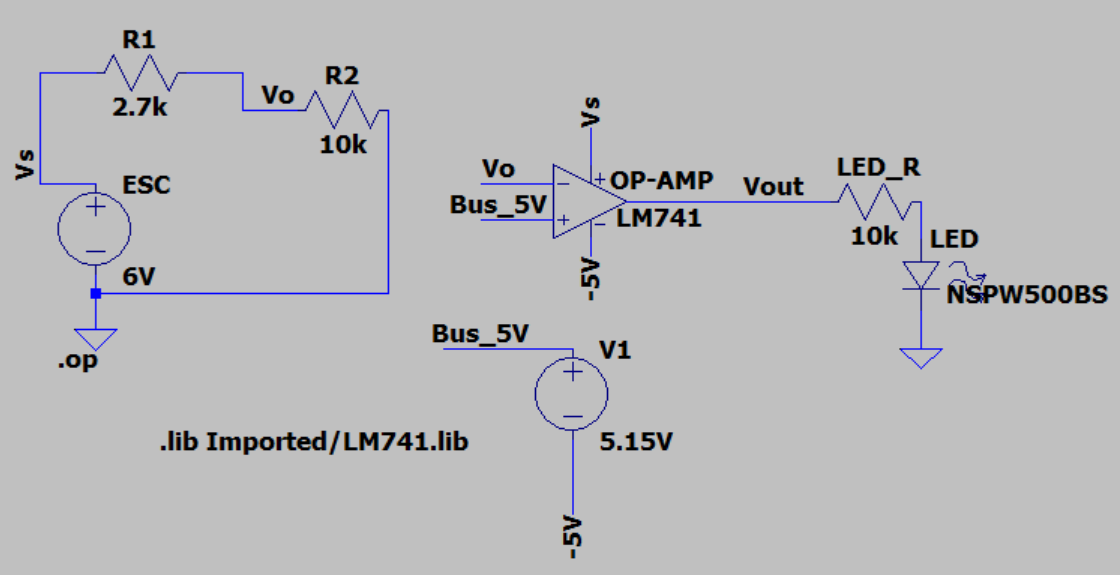 R1
2.7k
Vo
R2
10k
Vs
ESC
6V
.op
Vs
Vo
Bus_5V
OP-AMP
LM741
-5V
Vout
LED_R
10k
LED
NSPW500BS
Bus_5V
V1
5.15V
-5V
.lib Imported/LM741.lib